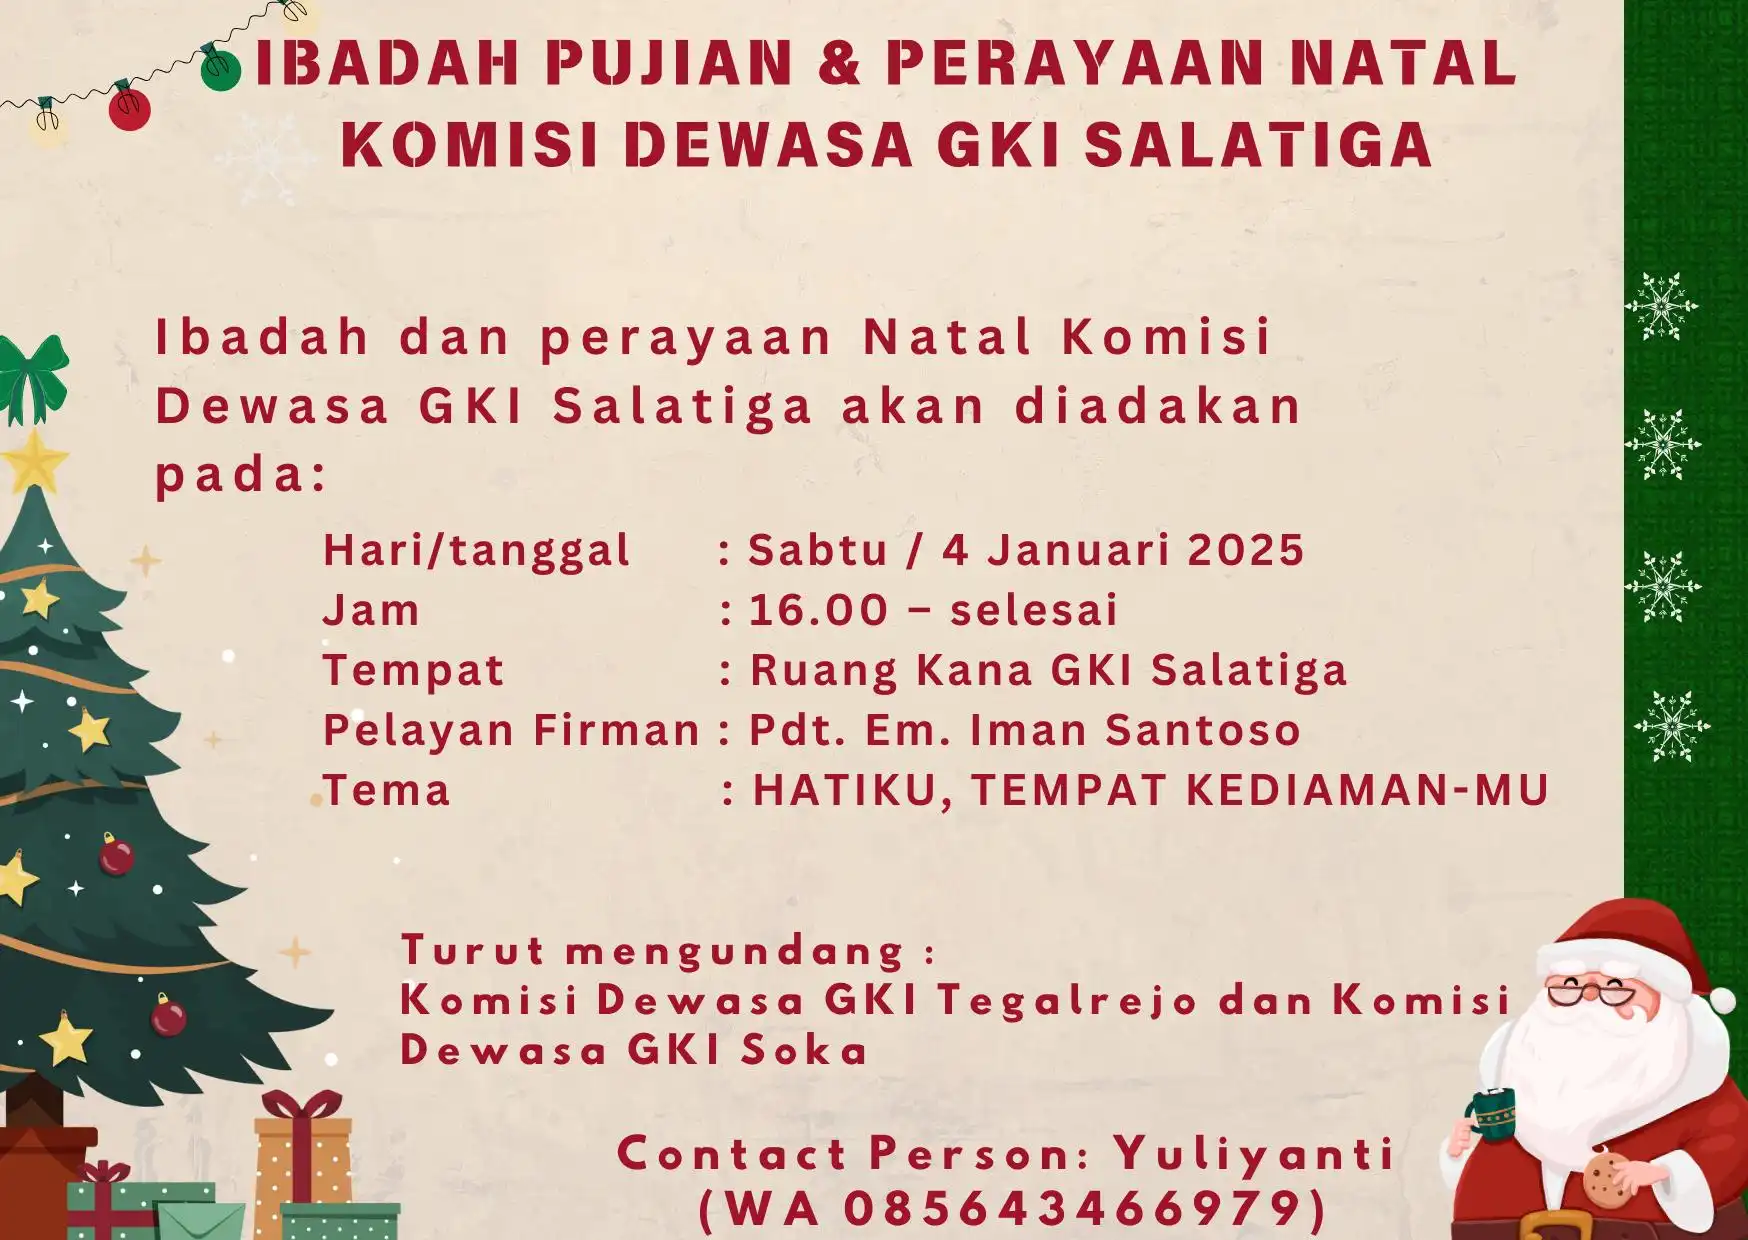 IBADAH PUJIAN & PERAYAAN NATAL
KOMISI DEWASA GKI SALATIGA
Ibadah dan perayaan Natal Komisi
Dewasa GKI Salatiga akan diadakan
pada:
Hari/tanggal : Sabtu / 4 Januari 2025
Jam : 16.00 – selesai
Tempat : Ruang Kana GKI Salatiga
Pelayan Firman : Pdt. Em. Iman Santoso
Tema : HATIKU, TEMPAT KEDIAMAN-MU
Turut mengundang :
Komisi Dewasa GKI Tegalrejo dan Komisi
Dewasa GKI Soka
Contact Person: Yuliyanti
(WA 085643466979)